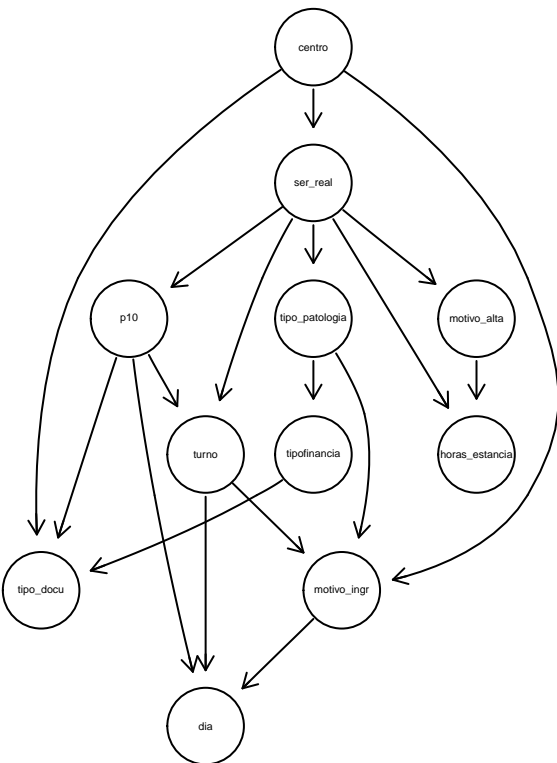 centro
ser_real
p10
tipo_patologia
motivo_alta
turno
tipofinancia
horas_estancia
tipo_docu
motivo_ingr
dia